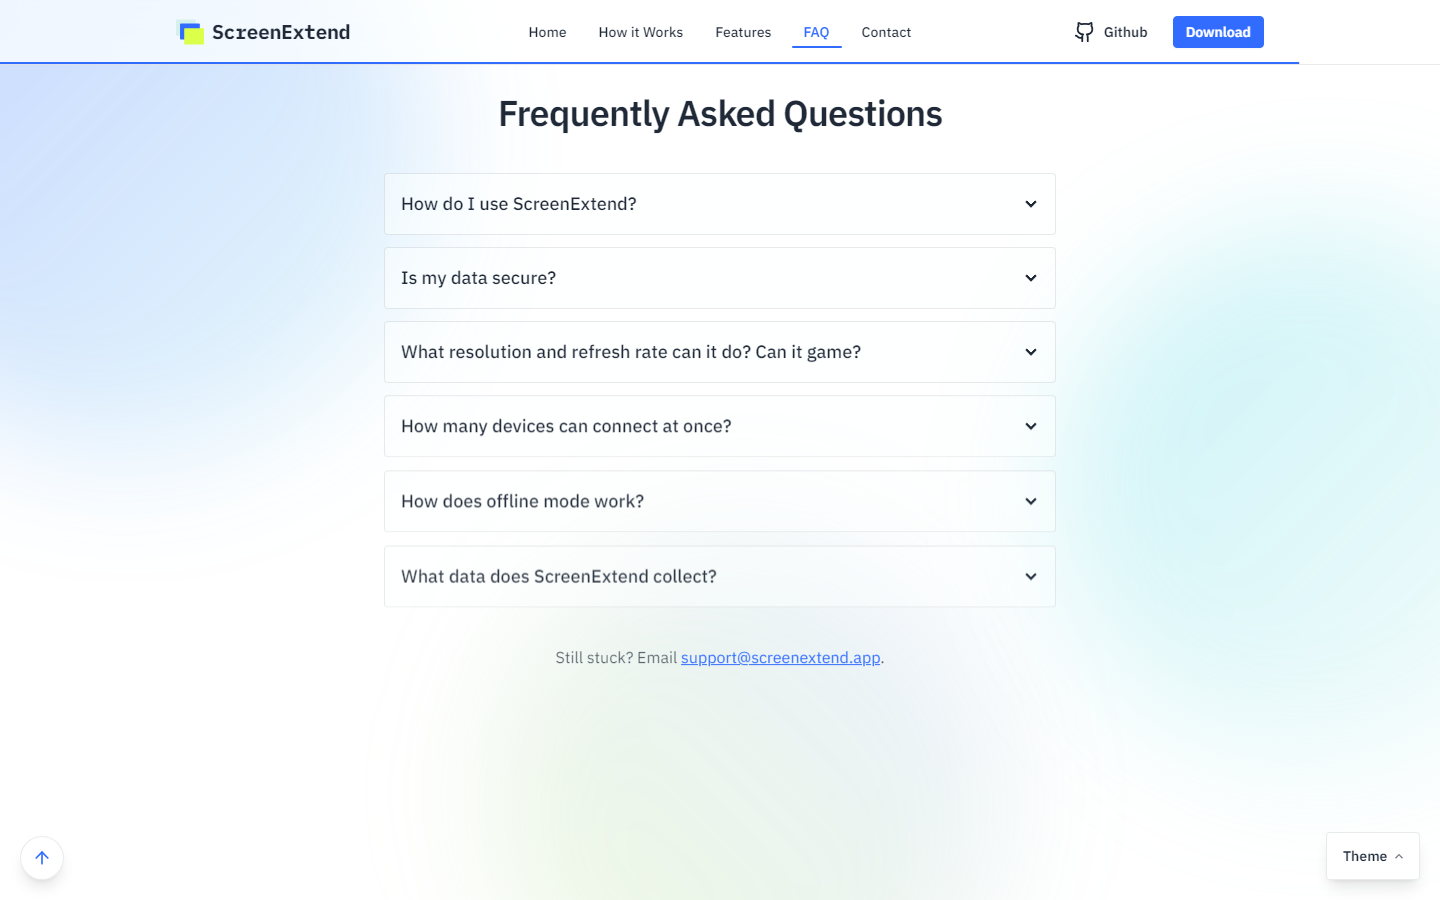 ScreenExtend
Home
How it Works
Features
FAQ
Contact
Github
Download
Frequently Asked Questions
How do I use ScreenExtend?
Is my data secure?
What resolution and refresh rate can it do? Can it game?
How many devices can connect at once?
How does offline mode work?
What data does ScreenExtend collect?
Still stuck? Email support@screenextend.app.
Theme